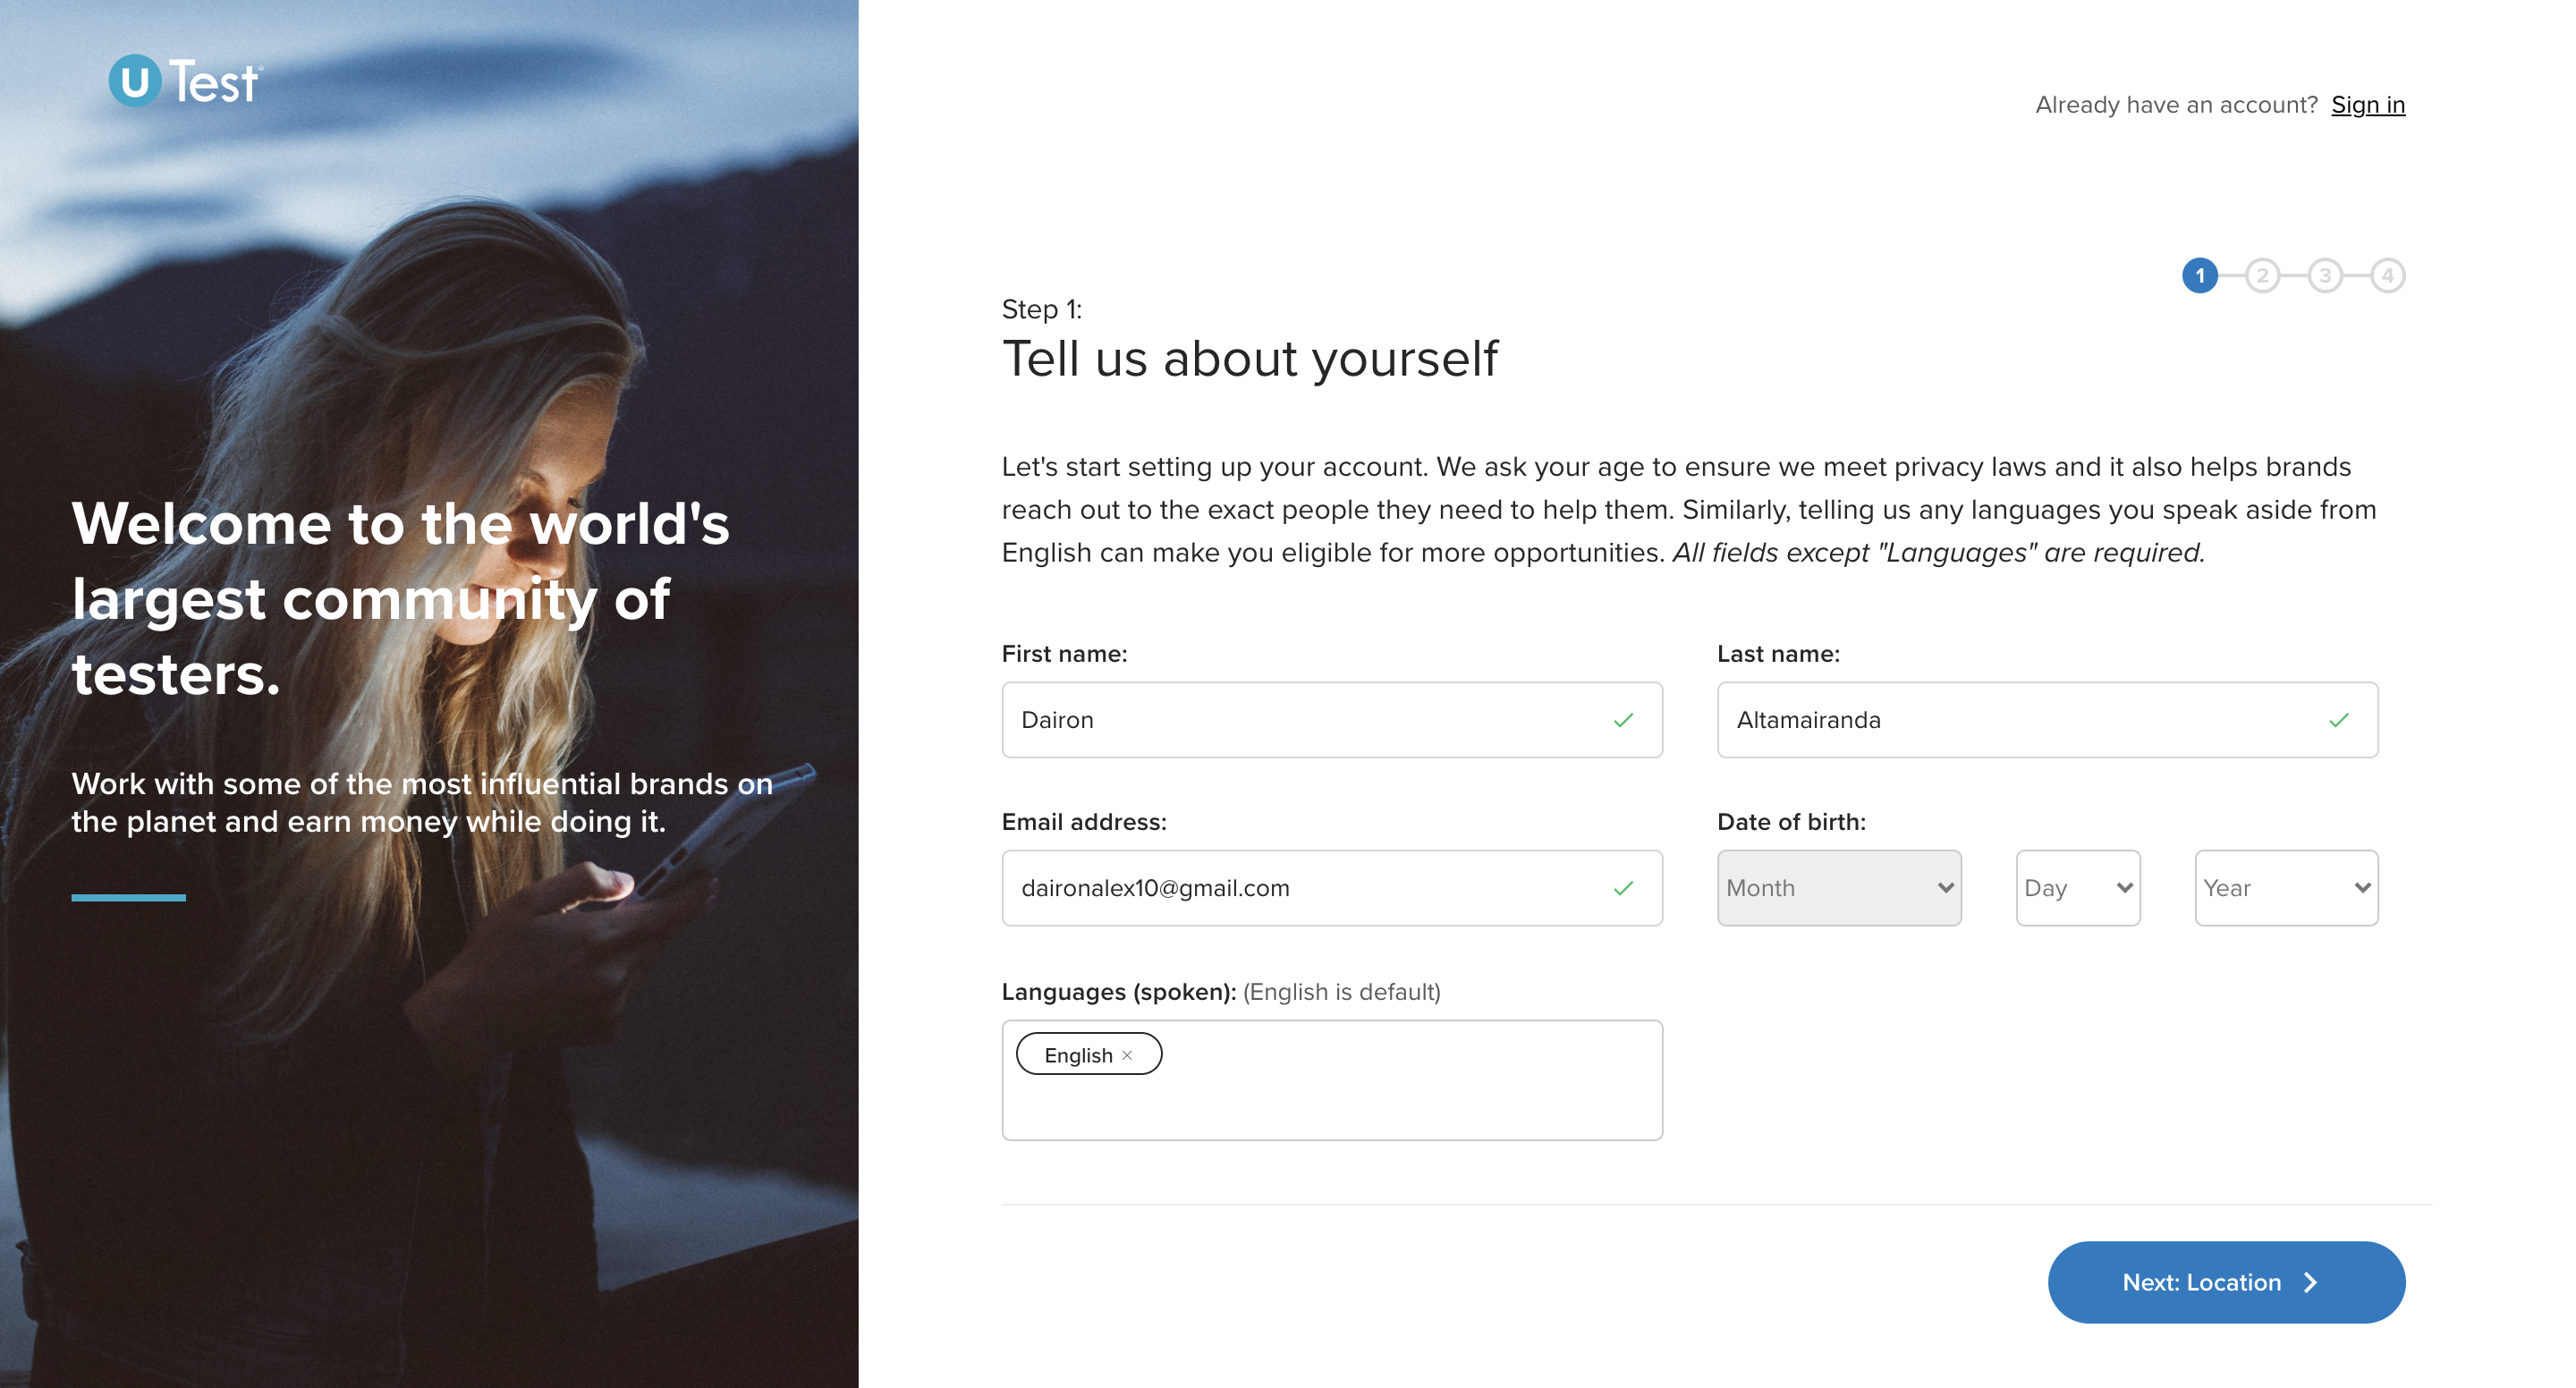 U Test®
Already have an account? Sign in
1 2 3 4
Step 1:
Tell us about yourself
Let's start setting up your account. We ask your age to ensure we meet privacy laws and it also helps brands
reach out to the exact people they need to help them. Similarly, telling us any languages you speak aside from
English can make you eligible for more opportunities. All fields except "Languages" are required.
Welcome to the world's
largest community of
testers.
Work with some of the most influential brands on
the planet and earn money while doing it.
First name: Last name:
Dairon Altamairanda
Email address: Date of birth:
daironalex10@gmail.com Month Day Year
Languages (spoken): (English is default)
English ×
Next: Location